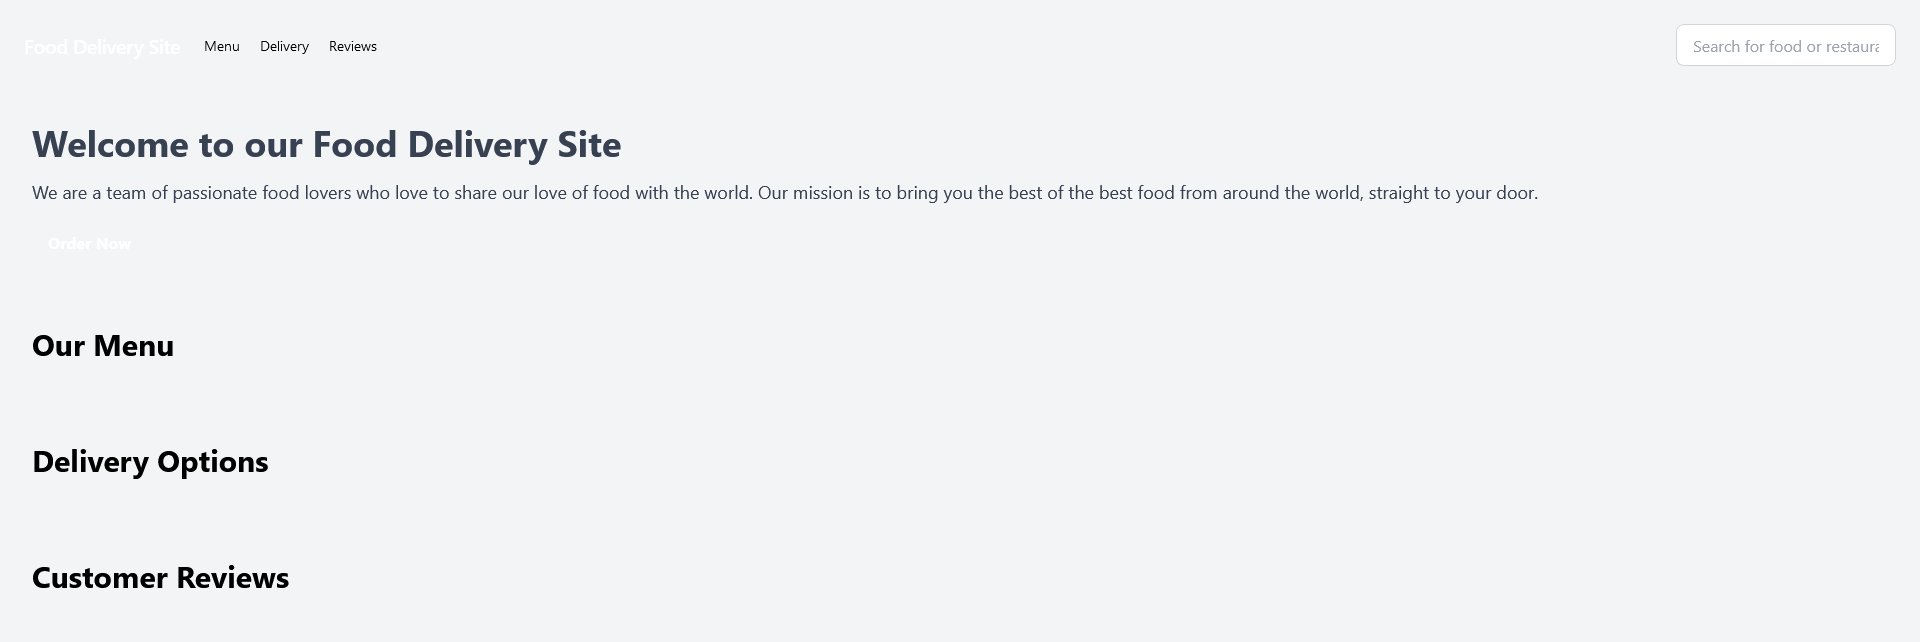 Food Delivery Site Menu Delivery Reviews Search for food or
Welcome to our Food Delivery Site
We are a team of passionate food lovers who love to share our love of food with the world. Our mission is to bring you the best of the best food from around the world, straight to your door.
Order Now
Our Menu
Delivery Options
Customer Reviews